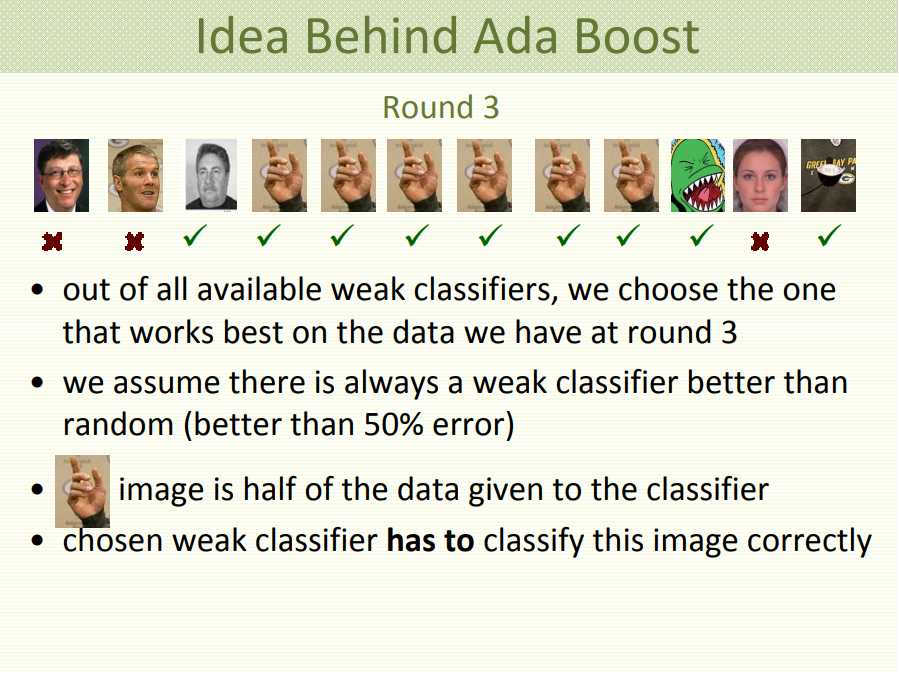 Idea Behind Ada Boost
Round 3
• out of all available weak classifiers, we choose the one
that works best on the data we have at round 3
• we assume there is always a weak classifier better than
random (better than 50% error)
• image is half of the data given to the classifier
• chosen weak classifier has to classify this image correctly